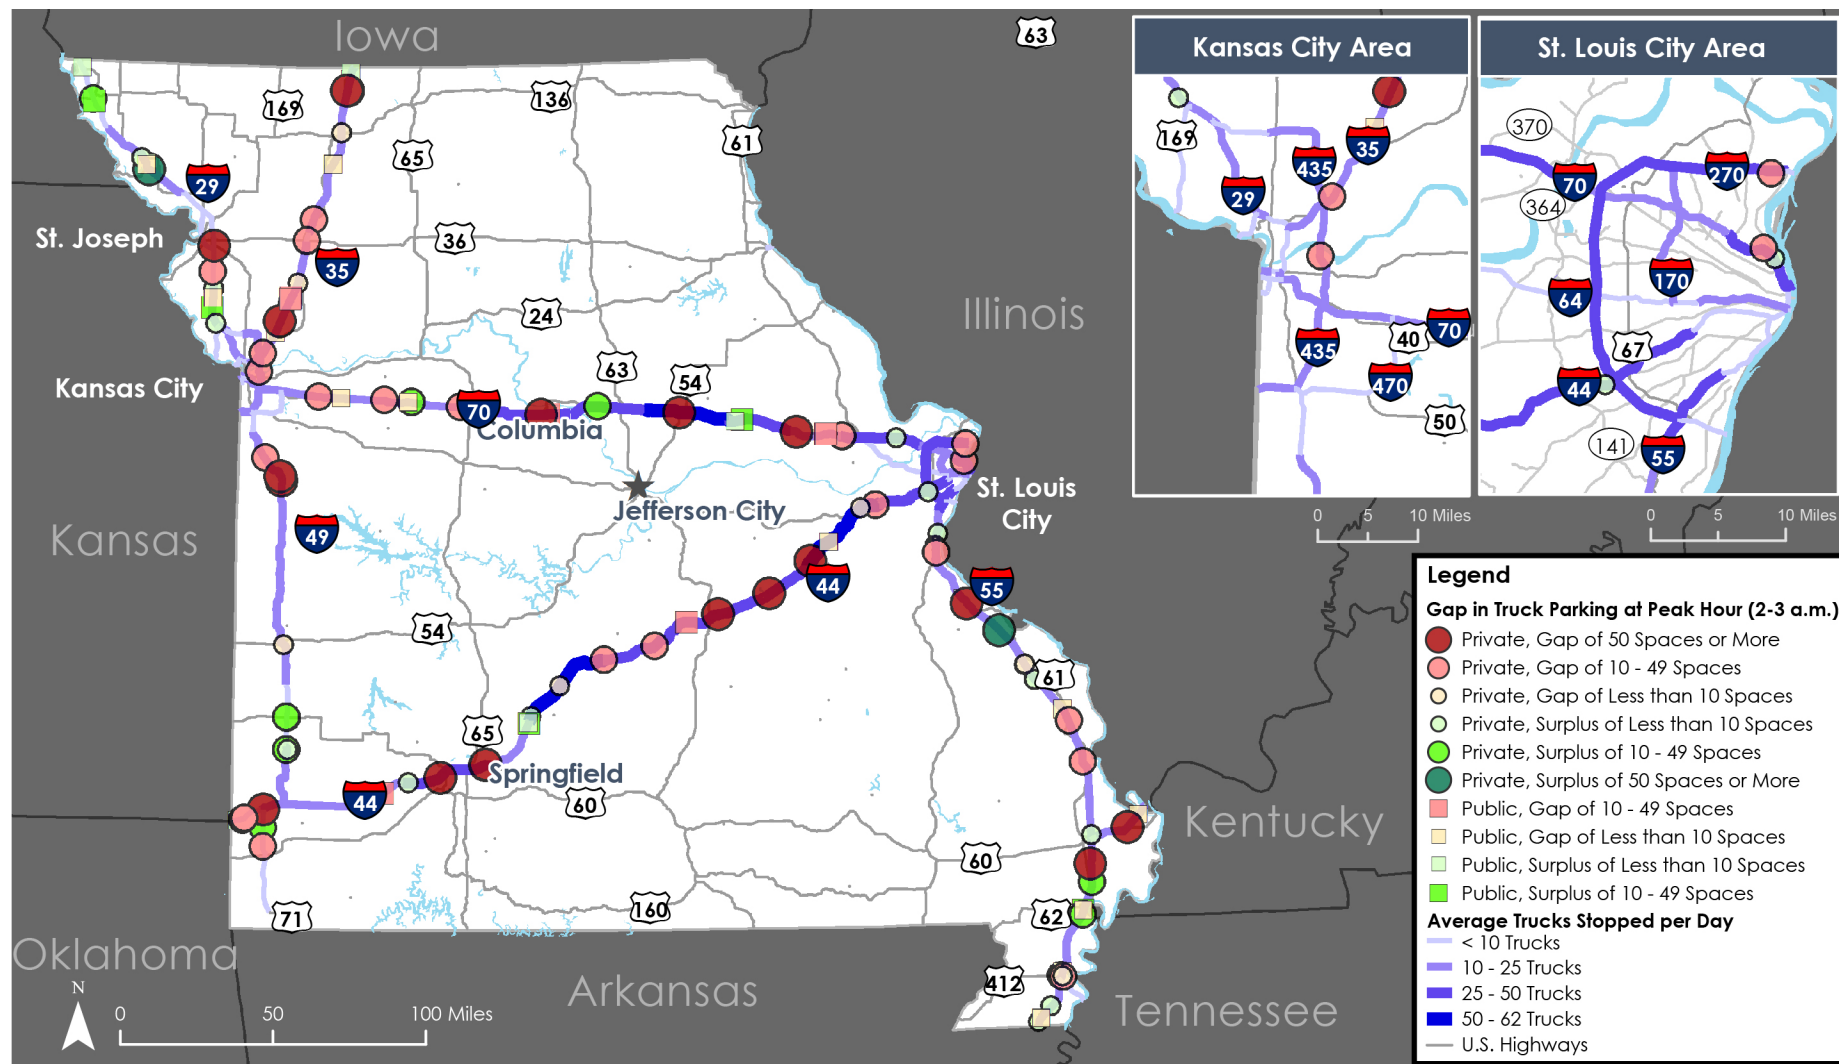 Iowa
63
Kansas City Area
St. Louis City Area
169
136
65
61
29
St. Joseph
36
35
24
Illinois
63
54
Kansas City
70
Columbia
St. Louis
City
Jefferson City
Kansas
49
44
55
54
61
65
Springfield
44
60
60
Kentucky
71
160
62
Oklahoma
Arkansas
412
Tennessee
N
0 50 100 Miles
169
35
435
29
70
40
435
470
50
0 5 10 Miles
370
70
270
364
170
64
67
44
141
55
0 5 10 Miles
Legend
Gap in Truck Parking at Peak Hour (2-3 a.m.)
Private, Gap of 50 Spaces or More
Private, Gap of 10 - 49 Spaces
Private, Gap of Less than 10 Spaces
Private, Surplus of Less than 10 Spaces
Private, Surplus of 10 - 49 Spaces
Private, Surplus of 50 Spaces or More
Public, Gap of 10 - 49 Spaces
Public, Gap of Less than 10 Spaces
Public, Surplus of Less than 10 Spaces
Public, Surplus of 10 - 49 Spaces
Average Trucks Stopped per Day
< 10 Trucks
10 - 25 Trucks
25 - 50 Trucks
50 - 62 Trucks
U.S. Highways